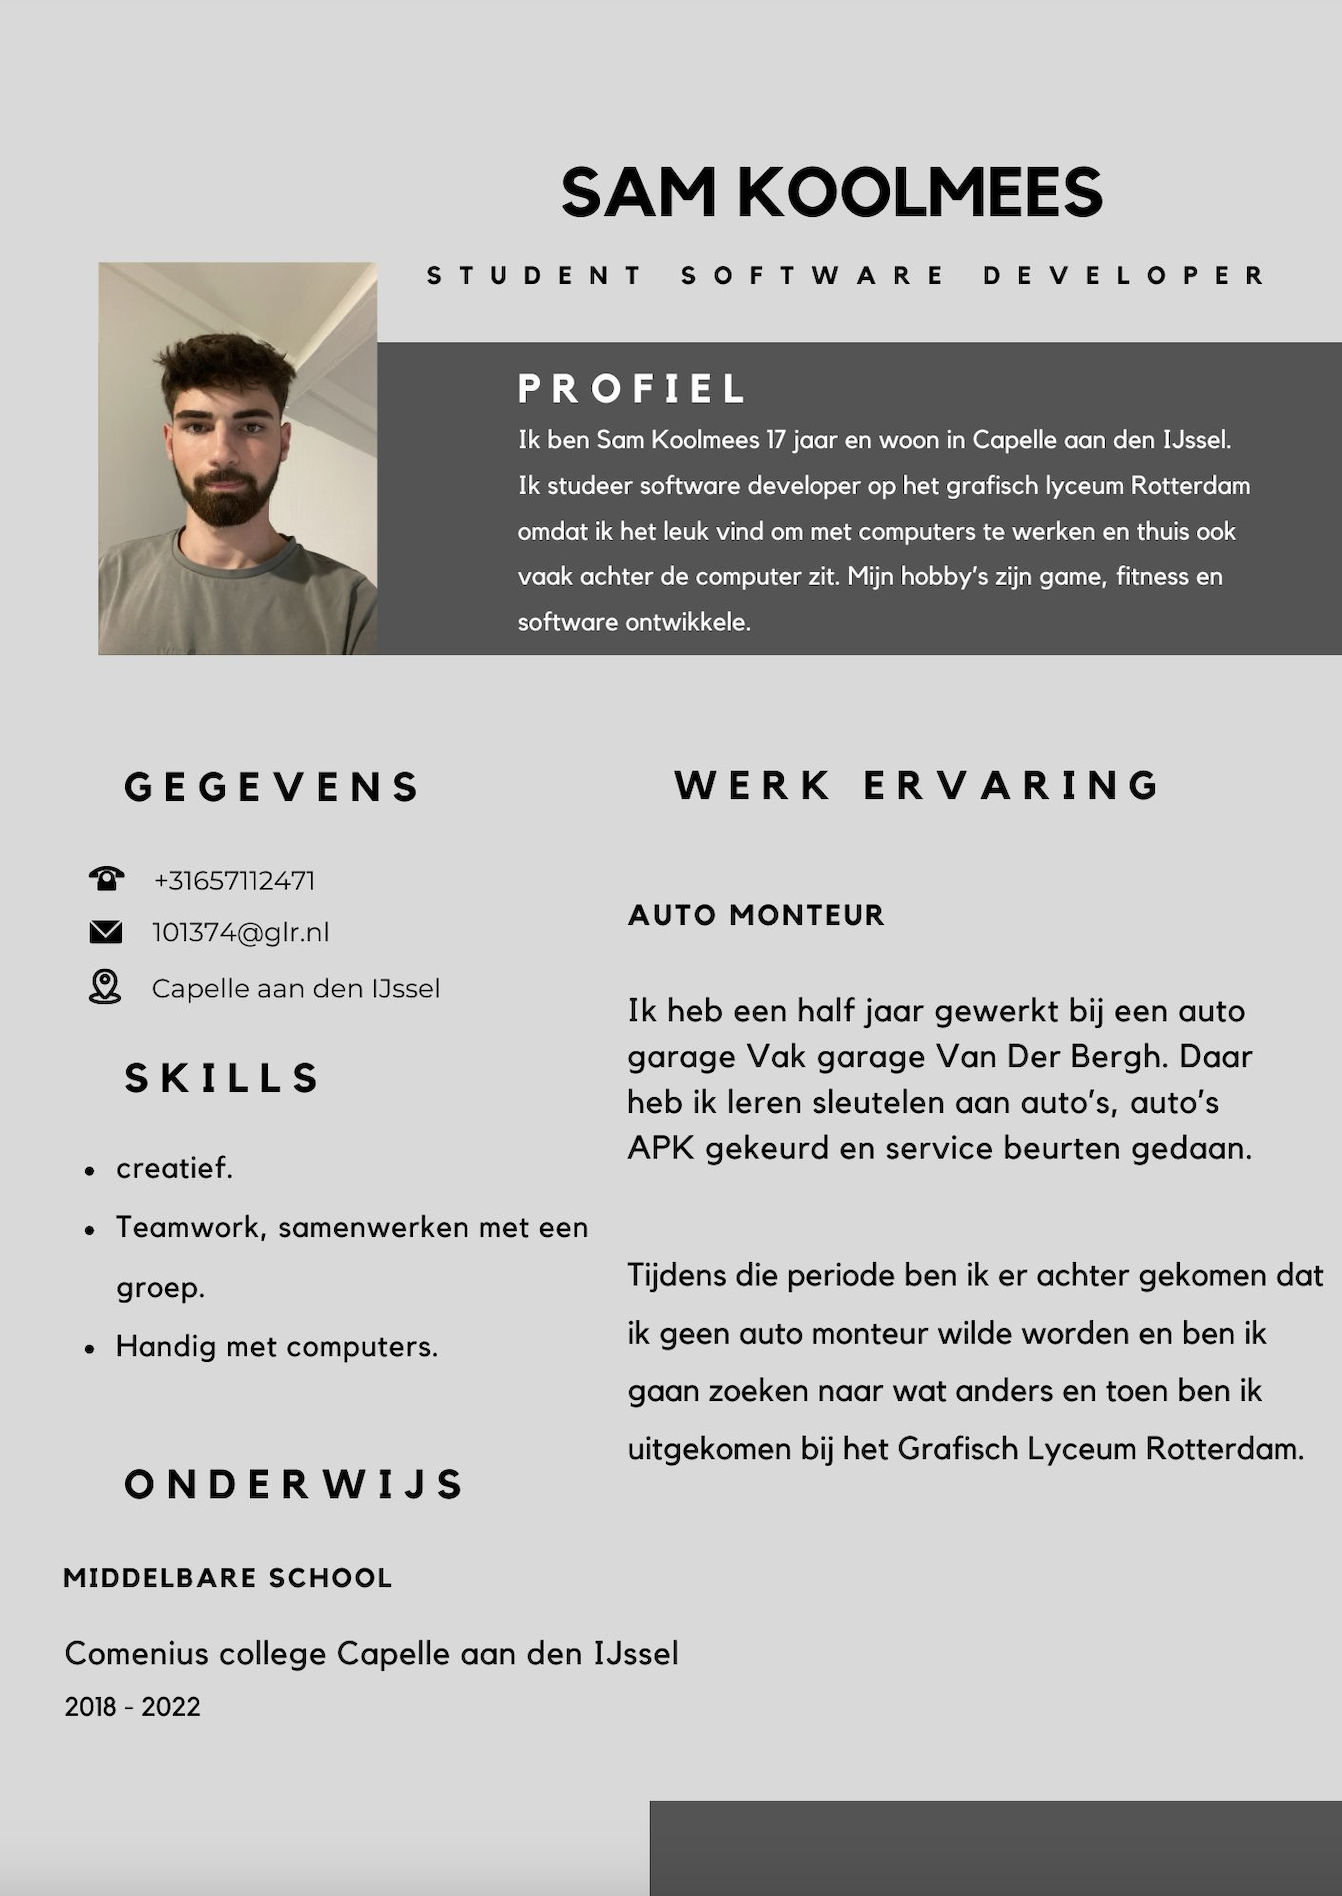 SAM KOOLMEES
STUDENT SOFTWARE DEVELOPER
PROFIEL
Ik ben Sam Koolmees 17 jaar en woon in Capelle aan den IJssel.
Ik studeer software developer op het grafisch lyceum Rotterdam
omdat ik het leuk vind om met computers te werken en thuis ook
vaak achter de computer zit. Mijn hobby's zijn game, fitness en
software ontwikkele.
GEGEVENS
+31657112471
101374@glr.nl
Capelle aan den IJssel
SKILLS
• creatief.
• Teamwork, samenwerken met een
groep.
• Handig met computers.
ONDERWIJS
MIDDELBARE SCHOOL
Comenius college Capelle aan den IJssel
2018 - 2022
WERK ERVARING
AUTO MONTEUR
Ik heb een half jaar gewerkt bij een auto
garage Vak garage Van Der Bergh. Daar
heb ik leren sleutelen aan auto's, auto's
APK gekeurd en service beurten gedaan.
Tijdens die periode ben ik er achter gekomen dat
ik geen auto monteur wilde worden en ben ik
gaan zoeken naar wat anders en toen ben ik
uitgekomen bij het Grafisch Lyceum Rotterdam.